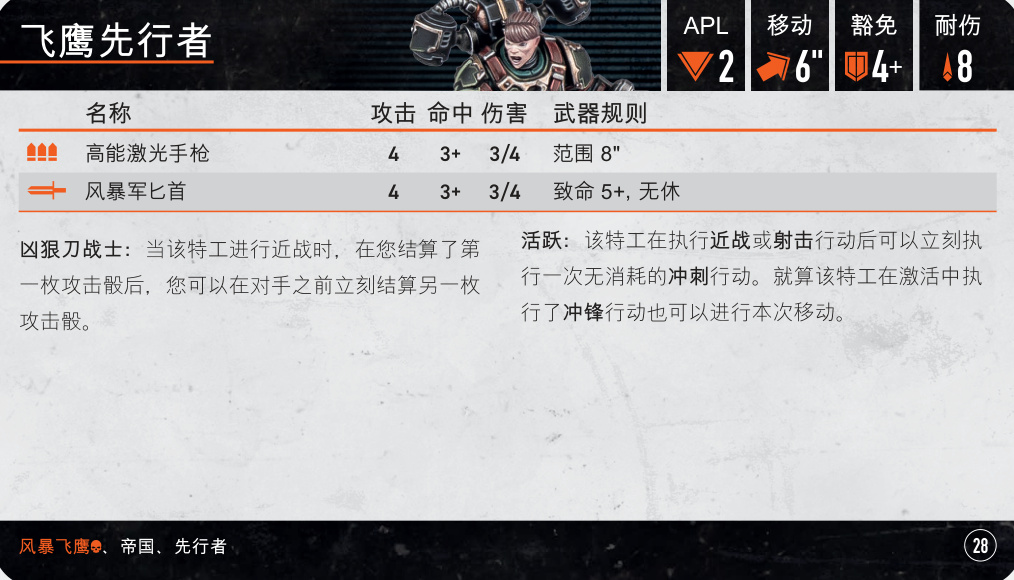 飞鹰先行者
APL 移动 豁免 耐伤
2 6" 4+ 8
名称 攻击 命中 伤害 武器规则
高能激光手枪 4 3+ 3/4 范围 8"
风暴军匕首 4 3+ 3/4 致命 5+, 无休
凶狠刀战士：当该特工进行近战时，在您结算了第
一枚攻击骰后，您可以在对手之前立刻结算另一枚
攻击骰。
活跃：该特工在执行近战或射击行动后可以立刻执
行一次无消耗的冲刺行动。就算该特工在激活中执
行了冲锋行动也可以进行本次移动。
风暴飞鹰、帝国、先行者
28